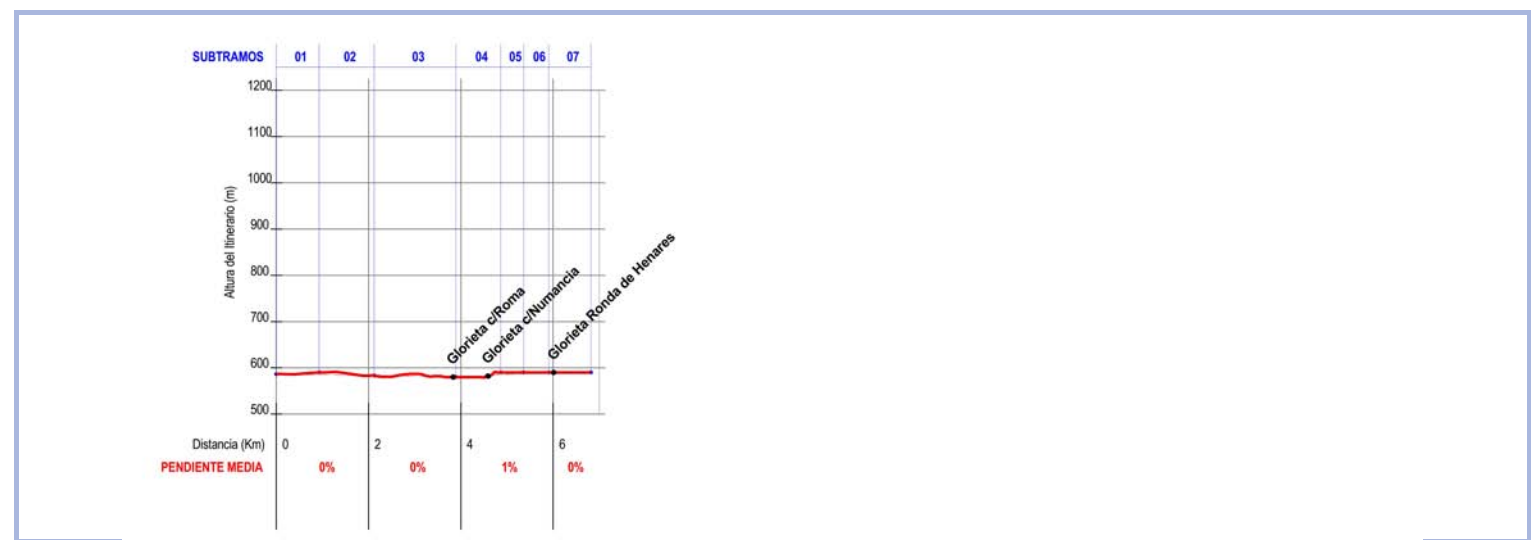 SUBTRAMOS 01 02 03 04 05 06 07
1200
1100
1000
900
800
700
600
500
Altura del Itinerario (m)
Glorieta c/Roma
Glorieta c/Numancia
Glorieta Ronda de Henares
Distancia (Km) 0 2 4 6
PENDIENTE MEDIA 0% 0% 1% 0%